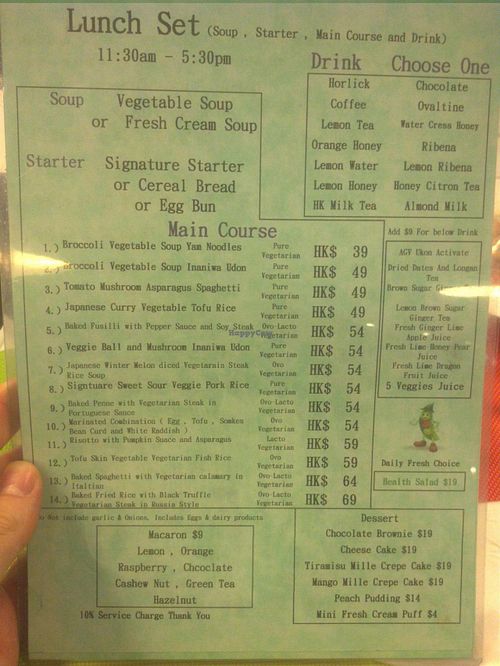 Lunch Set (Soup , Starter , Main Course and Drink)
11:30am - 5:30pm
Drink Choose One
Horlick Chocolate
Coffee Ovaltine
Lemon Tea Water Cress Honey
Orange Honey Ribena
Lemon Water Lemon Ribena
Lemon Honey Honey Citron Tea
HK Milk Tea Almond Milk
Soup Vegetable Soup
or Fresh Cream Soup
Starter Signature Starter
or Cereal Bread
or Egg Bun
Main Course
1.) Broccoli Vegetable Soup Yam Noodles Pure Vegetarian HK$ 39
2.) Broccoli Vegetable Soup Inaniwa Udon Pure Vegetarian HK$ 49
3.) Tomato Mushroom Asparagus Spaghetti Pure Vegetarian HK$ 49
4.) Japanese Curry Vegetable Tofu Rice Pure Vegetarian HK$ 49
5.) Baked Fusilli with Pepper Sauce and Soy Steak Ovo-Lacto Vegetarian HK$ 54
6.) Veggie Ball and Mushroom Inaniwa Udon Pure Vegetarian HK$ 54
7.) Japanese Winter Melon diced Vegetarain Steak
Rice Soup Ovo Vegetarian HK$ 54
8.) Signtuare Sweet Sour Veggie Pork Rice Pure Vegetarian HK$ 54
9.) Baked Penne with Vegetarian Steak in
Portuguese Sauce Ovo-Lacto Vegetarian HK$ 54
10.) Marinated Combination ( Egg , Tofu , Somken
Bean Curd and White Raddish ) Ovo Vegetarian HK$ 54
11.) Risotto with Pumpkin Suace and Asparagus Lacto Vegetarian HK$ 59
12.) Tofu Skin Vegetable Vegetarian Fish Rice Ovo Vegetarian HK$ 59
13.) Baked Spaghetti with Vegetarian calamary in
Italtian Ovo-Lacto Vegetarian HK$ 64
14.) Baked Fried Rice with Black Truffle
Vegetarian Steak in Russia Style Ovo-Lacto Vegetarian HK$ 69
Do Not include garlic & Onions, Includes Eggs & dairy products
Add $9 For below Drink
AGV Ukon Activate
Dried Dates And Longan
Tea
Brown Sugar
Lemon Brown Sugar
Ginger Tea
Fresh Ginger Lime
Apple Juice
Fresh Lime Honey Pear
Juice
Fresh Lime Dragon
Fruit Juice
5 Veggies Juice
Daily Fresh Choice
Health Salad $19
HappyCow
Macaron $9
Lemon , Orange
Raspberry , Chcoclate
Cashew Nut , Green Tea
Hazelnut
10% Service Charge Thank You
Dessert
Chocolate Brownie $19
Cheese Cake $19
Tiramisu Mille Crepe Cake $19
Mango Mille Crepe Cake $19
Peach Pudding $14
Mini Fresh Cream Puff $4